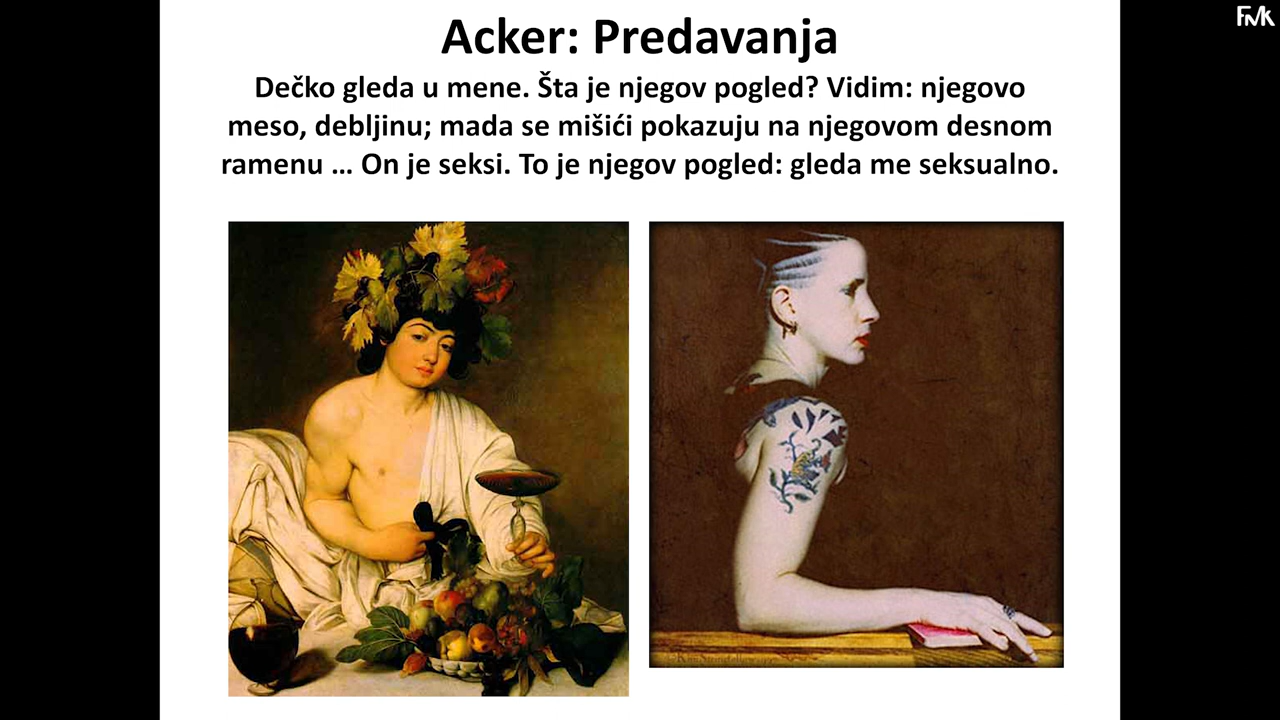 FMK
Acker: Predavanja
Dečko gleda u mene. Šta je njegov pogled? Vidim: njegovo
meso, debljinu; mada se mišići pokazuju na njegovom desnom
ramenu ... On je seksi. To je njegov pogled: gleda me seksualno.